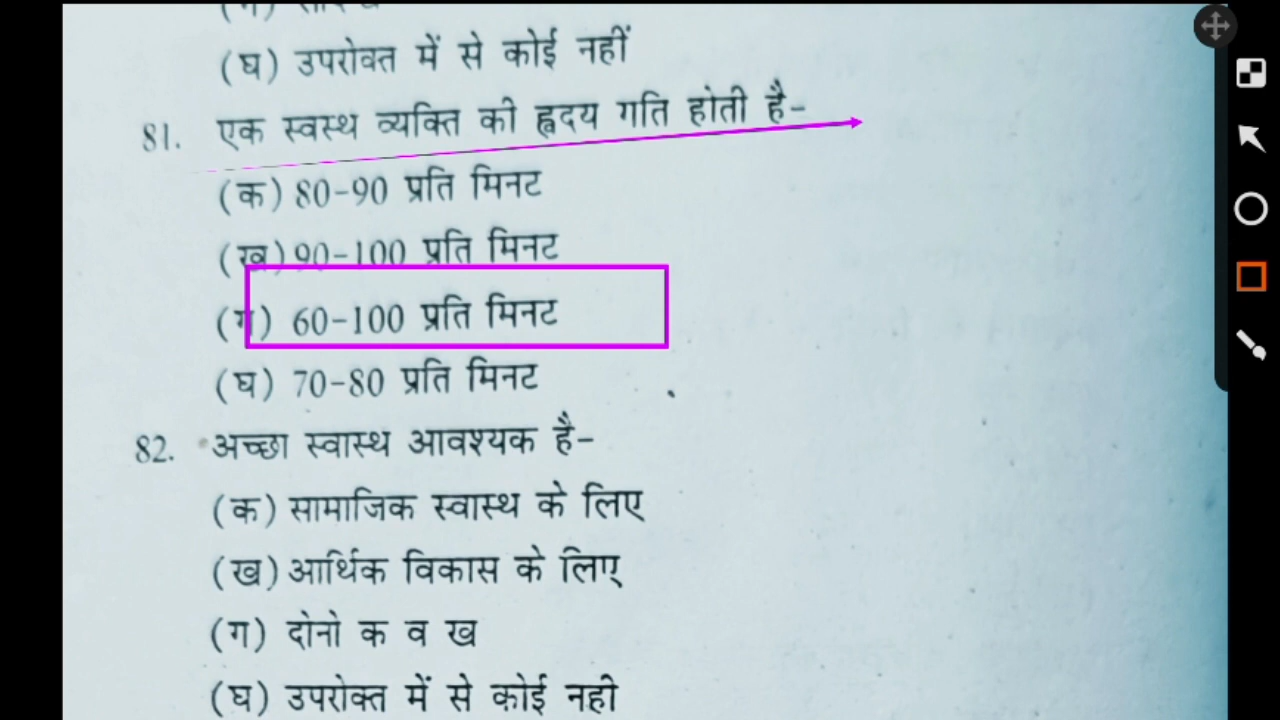 (घ) उपरोक्त में से कोई नहीं
81. एक स्वस्थ व्यक्ति की हृदय गति होती है-
(क) 80-90 प्रति मिनट
(ख) 90-100 प्रति मिनट
(ग) 60-100 प्रति मिनट
(घ) 70-80 प्रति मिनट
82. अच्छा स्वास्थ आवश्यक है-
(क) सामाजिक स्वास्थ के लिए
(ख) आर्थिक विकास के लिए
(ग) दोनो क व ख
(घ) उपरोक्त में से कोई नही